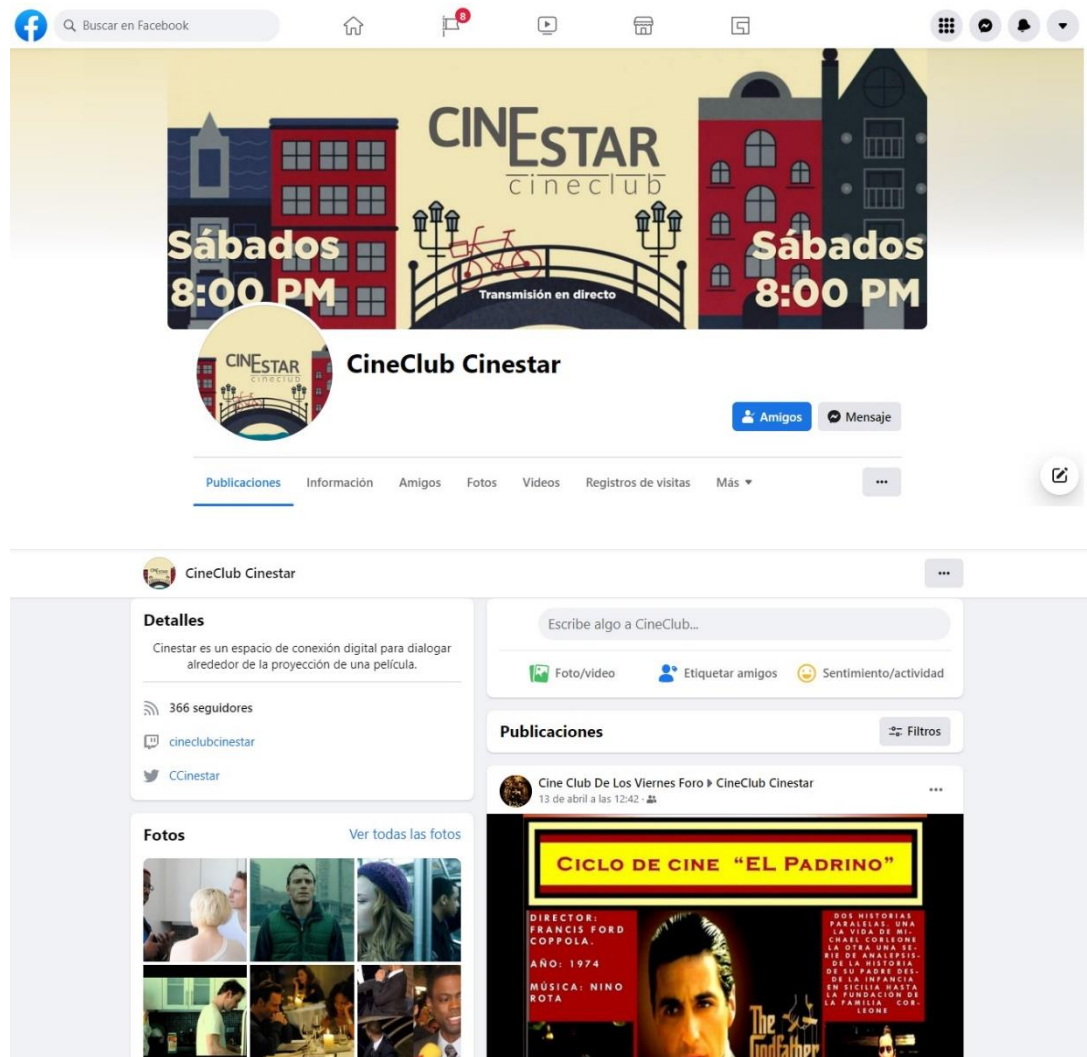 Buscar en Facebook
8
CINESTAR
cineclub
Sábados
8:00 PM
Sábados
8:00 PM
Transmisión en directo
CINESTAR
cineclub
CineClub Cinestar
Amigos
Mensaje
Publicaciones
Información
Amigos
Fotos
Videos
Registros de visitas
Más
CineClub Cinestar
Detalles
Cinestar es un espacio de conexión digital para dialogar
alrededor de la proyección de una película.
366 seguidores
cineclubcinestar
CCinestar
Fotos
Ver todas las fotos
Escribe algo a CineClub...
Foto/video
Etiquetar amigos
Sentimiento/actividad
Publicaciones
Filtros
Cine Club De Los Viernes Foro ▸ CineClub Cinestar
13 de abril a las 12:42 ·
CICLO DE CINE "EL PADRINO"
DIRECTOR:
FRANCIS FORD
COPPOLA.
AÑO: 1974
MÚSICA: NINO
ROTA
DOS HISTORIAS
PARALELAS. UNA
LA VIDA DE MI-
CHAEL CORLEONE
LA OTRA UNA SE-
RIE DE ANALEPSIS-
DE LA HISTORIA
DE SU PADRE DES-
DE LA INFANCIA
EN SICILIA HASTA
LA FUNDACIÓN DE
LA FAMILIA COR-
LEONE
The
Godfather